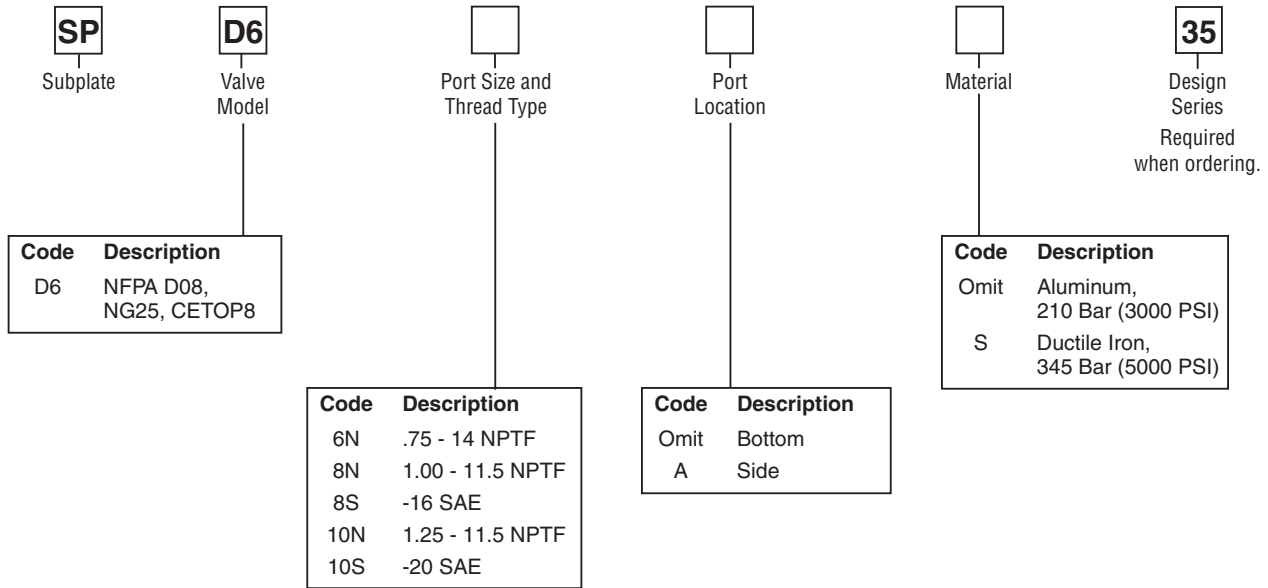 SP
D6
35
Subplate
Valve
Model
Port Size and
Thread Type
Port
Location
Material
Design
Series
Required
when ordering.
Code Description
D6 NFPA D08,
NG25, CETOP8
Code Description
6N .75 - 14 NPTF
8N 1.00 - 11.5 NPTF
8S -16 SAE
10N 1.25 - 11.5 NPTF
10S -20 SAE
Code Description
Omit Bottom
A Side
Code Description
Omit Aluminum,
210 Bar (3000 PSI)
S Ductile Iron,
345 Bar (5000 PSI)